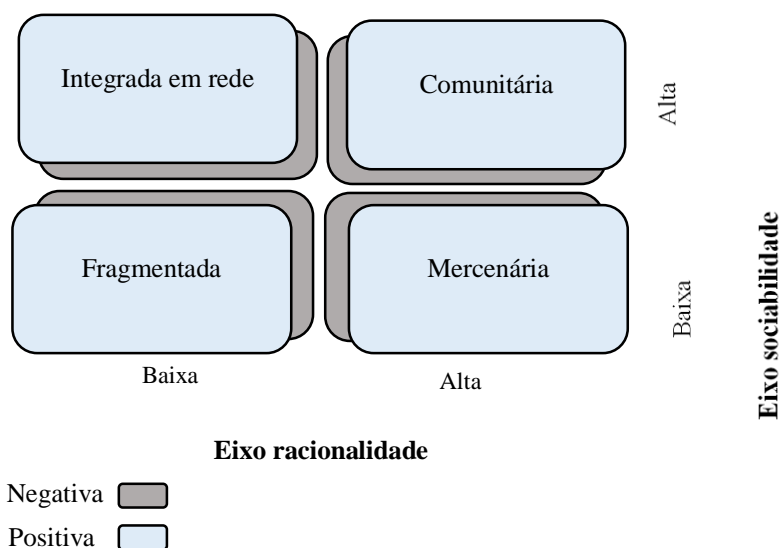 Integrada em rede
Comunitária
Alta
Fragmentada
Mercenária
Baixa
Eixo sociabilidade
Baixa
Alta
Eixo racionalidade
Negativa
Positiva